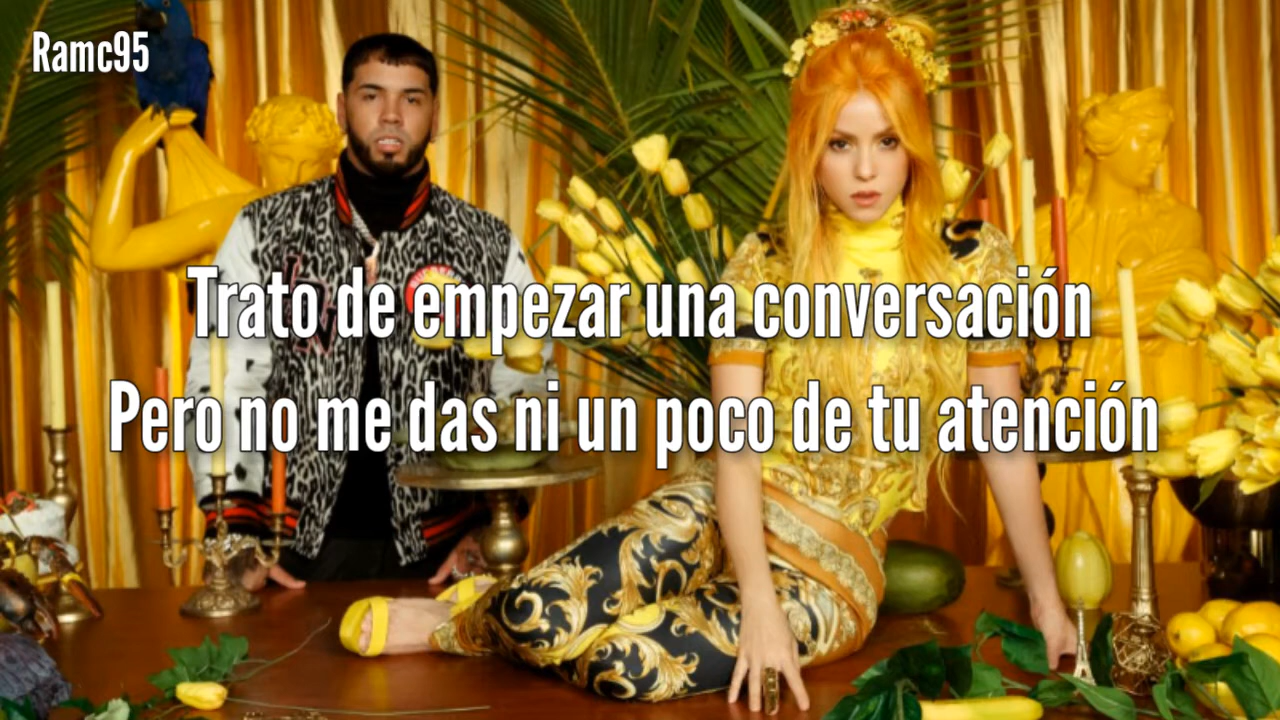 Ramc95
Trato de empezar una conversación
Pero no me das ni un poco de tu atención